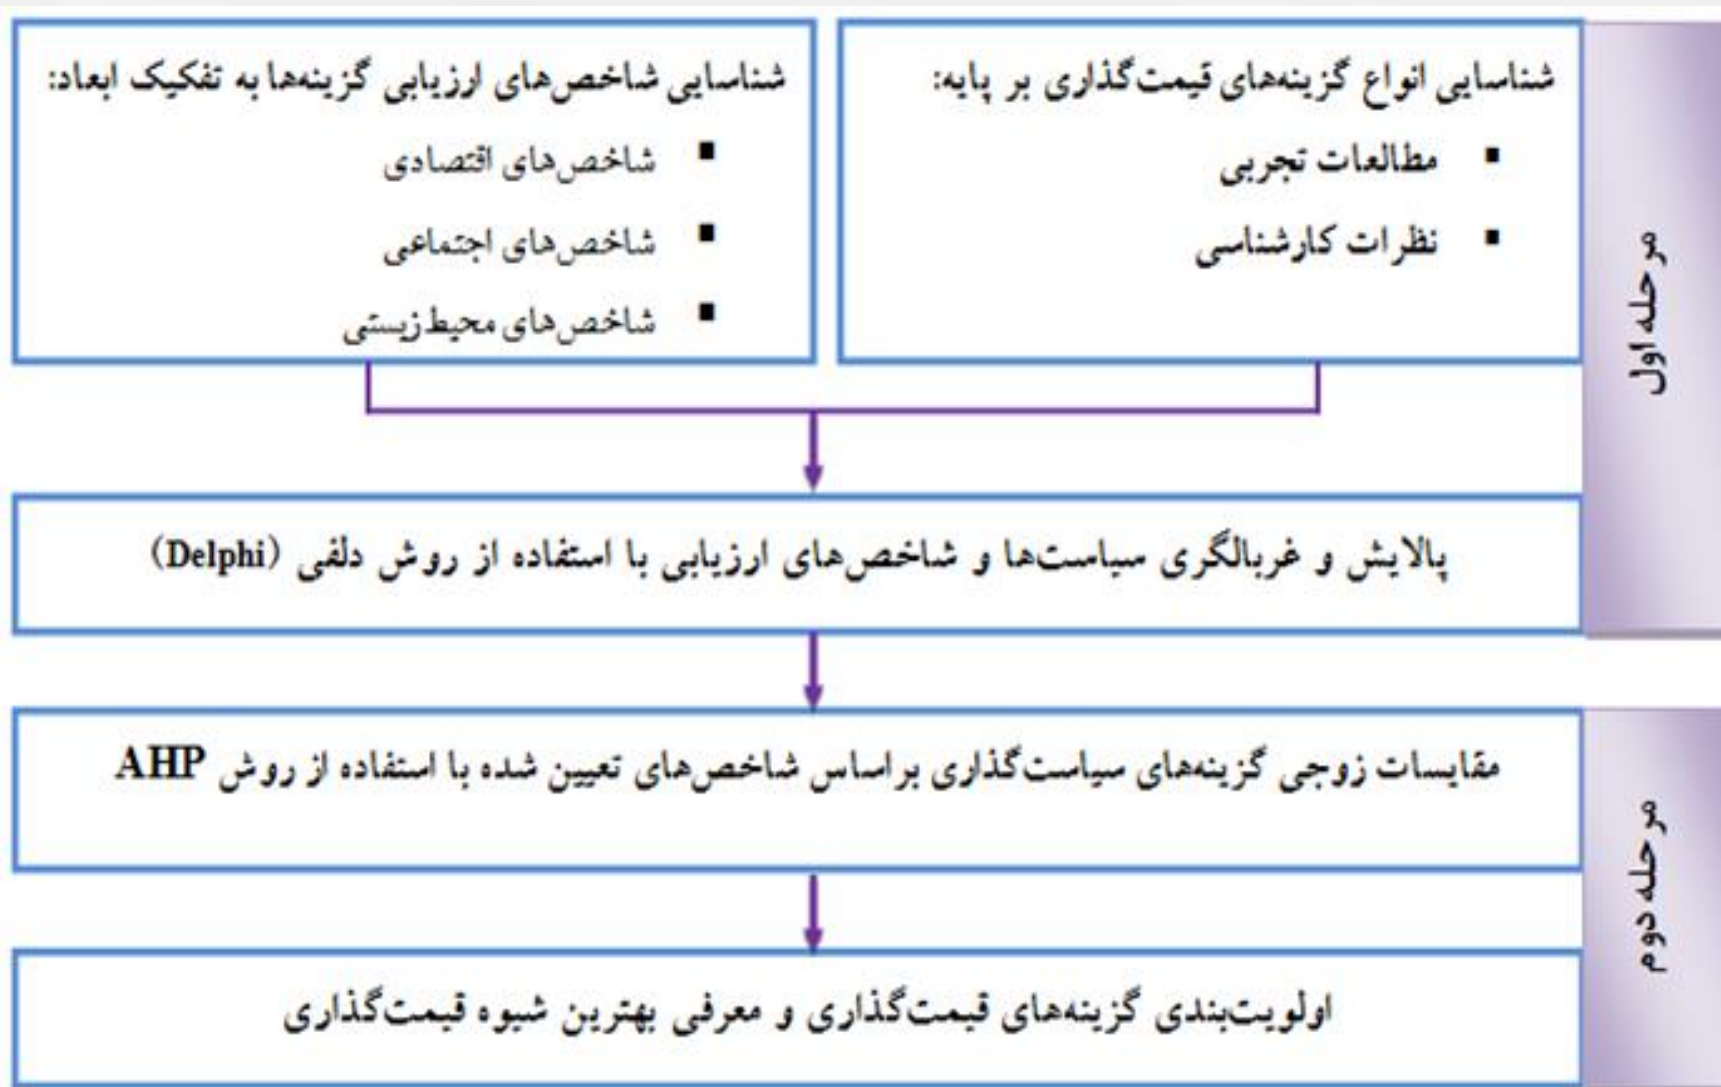 شناسایی انواع گزینه‌های قیمت‌گذاری بر پایه:
▪ مطالعات تجربی
▪ نظرات کارشناسی
شناسایی شاخص‌های ارزیابی گزینه‌ها به تفکیک ابعاد:
▪ شاخص‌های اقتصادی
▪ شاخص‌های اجتماعی
▪ شاخص‌های محیط‌زیستی
مرحله اول
پالایش و غربالگری سیاست‌ها و شاخص‌های ارزیابی با استفاده از روش دلفی (Delphi)
مقایسات زوجی گزینه‌های سیاست‌گذاری براساس شاخص‌های تعیین شده با استفاده از روش AHP
مرحله دوم
اولویت‌بندی گزینه‌های قیمت‌گذاری و معرفی بهترین شیوه قیمت‌گذاری